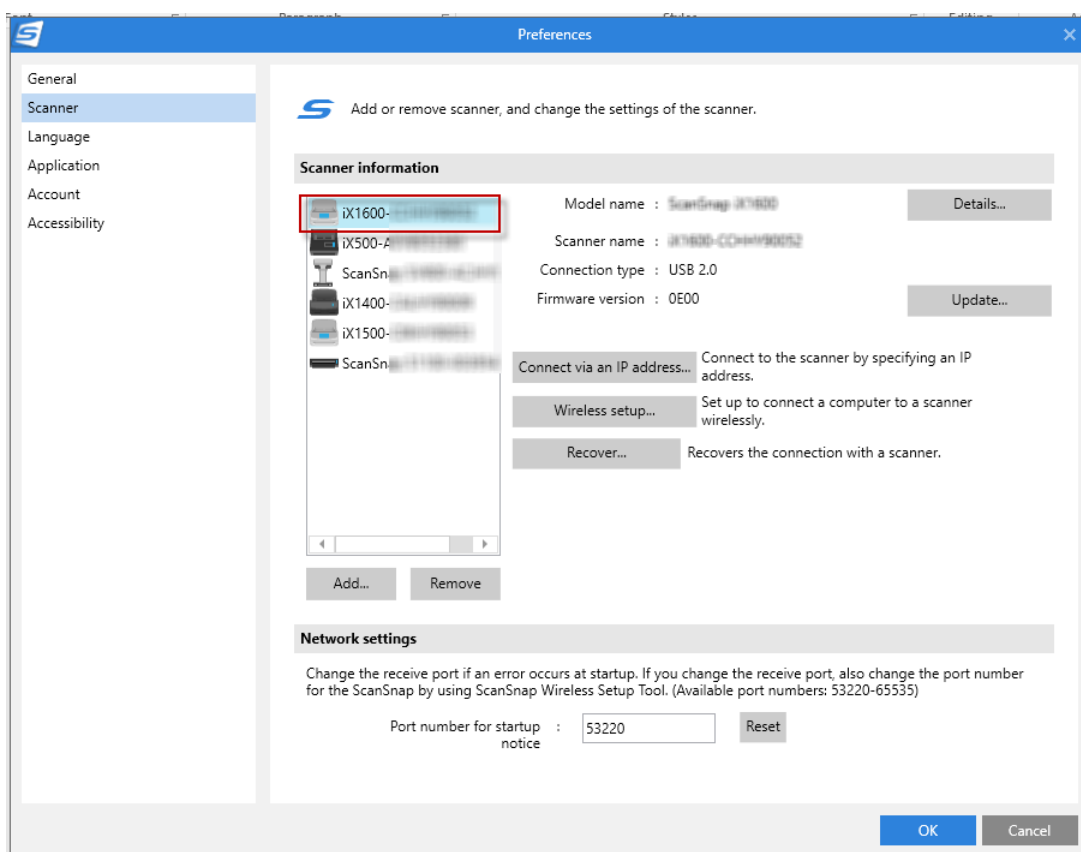 Preferences
General
Scanner
Language
Application
Account
Accessibility
Add or remove scanner, and change the settings of the scanner.
Scanner information
iX1600-
iX500-A
ScanSn
iX1400-
iX1500-
ScanSn
Model name :
Details...
Scanner name :
Connection type : USB 2.0
Firmware version : 0E00
Update...
Connect via an IP address...
Connect to the scanner by specifying an IP
address.
Wireless setup...
Set up to connect a computer to a scanner
wirelessly.
Recover...
Recovers the connection with a scanner.
Add...
Remove
Network settings
Change the receive port if an error occurs at startup. If you change the receive port, also change the port number
for the ScanSnap by using ScanSnap Wireless Setup Tool. (Available port numbers: 53220-65535)
Port number for startup :
notice
53220
Reset
OK
Cancel